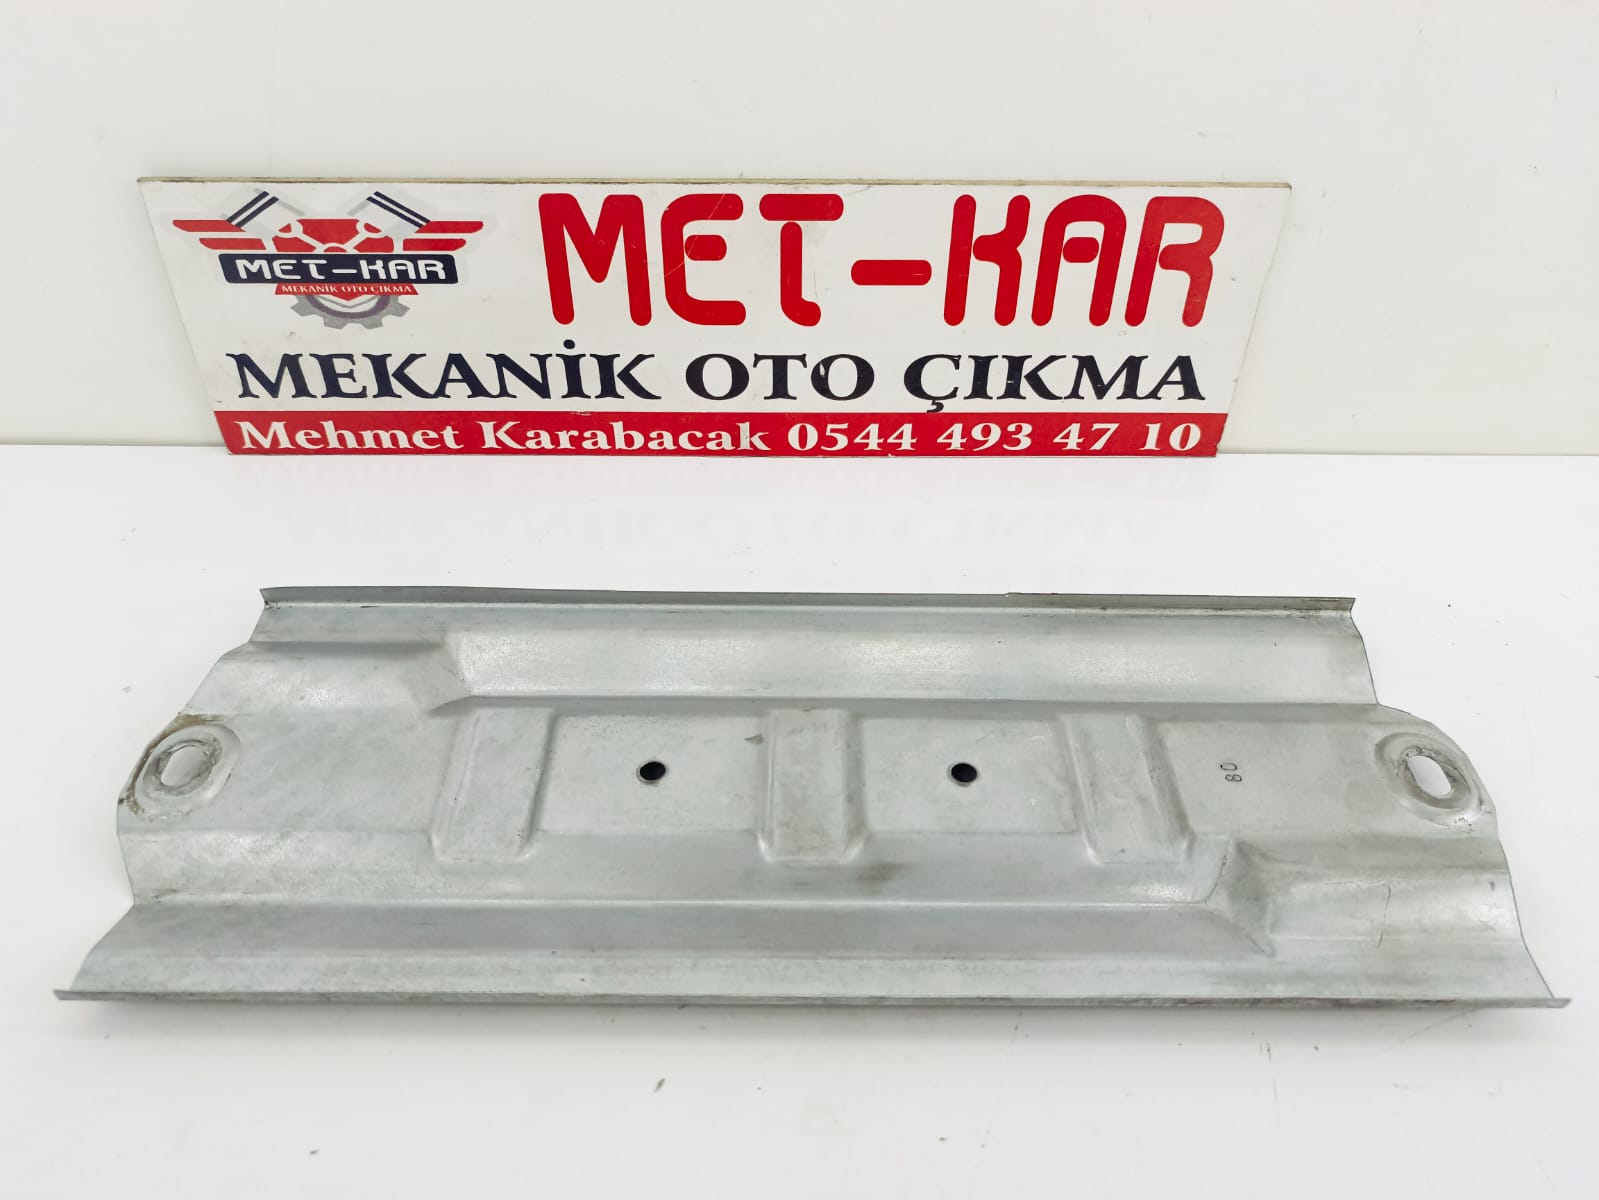 MET-KAR
MEKANİK OTO ÇIKMA
MET-KAR
MEKANİK OTO ÇIKMA
Mehmet Karabacak 0544 493 47 10
80